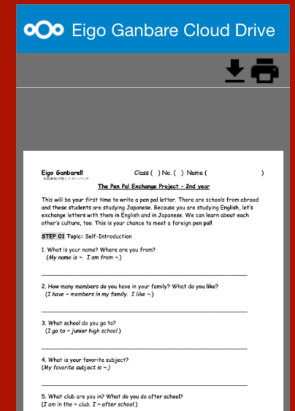 Eigo Ganbare Cloud Drive
Eigo Ganbare!! Class ( ) No. ( ) Name ( )
The Pen Pal Exchange Project - 2nd year
This will be your first time to write a pen pal letter. There are schools from abroad
and these students are studying Japanese. Because you are studying English, let's
exchange letters with them in English and in Japanese. We can learn about each
other's culture, too. This is your chance to meet a foreign pen pal!
STEP 01 Topic: Self-Introduction
1. What is your name? Where are you from?
(My name is ~. I am from ~.)
2. How many members do you have in your family? What do you like?
(I have ~ members in my family. I like ~.)
3. What school do you go to?
(I go to ~ junior high school.)
4. What is your favorite subject?
(My favorite subject is ~.)
5. What club are you in? What do you do after school?
(I am in the ~ club. I ~ after school.)